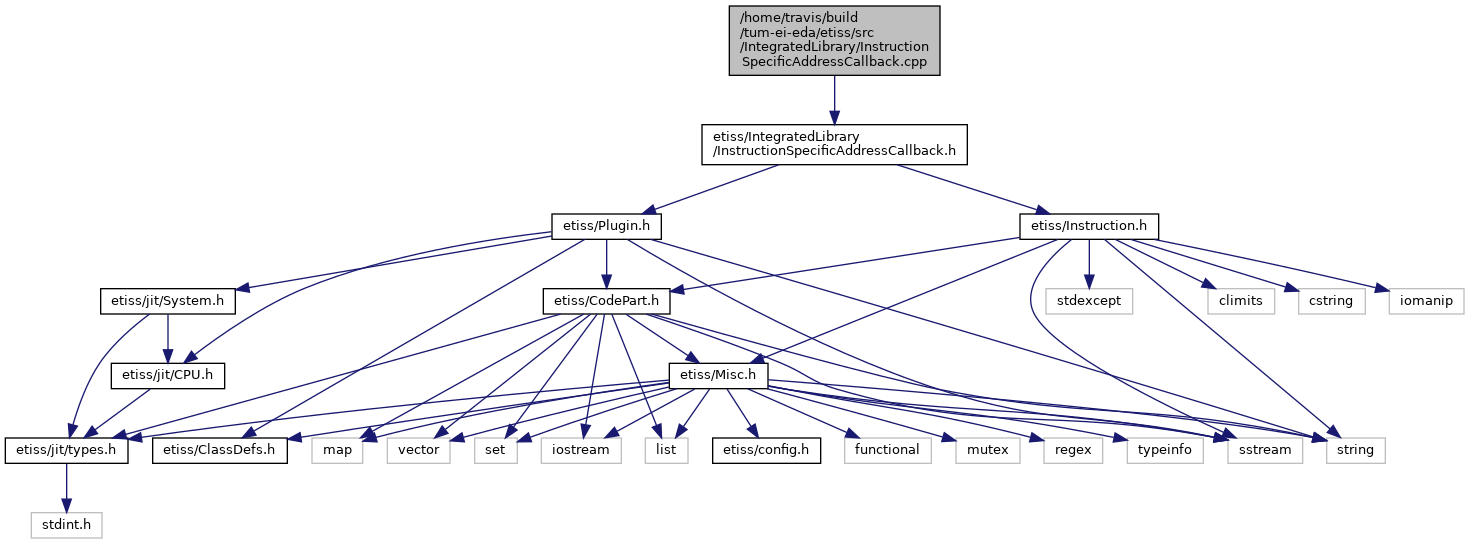 /home/travis/build
/tum-ei-eda/etiss/src
/IntegratedLibrary/Instruction
SpecificAddressCallback.cpp
etiss/IntegratedLibrary
/InstructionSpecificAddressCallback.h
etiss/Plugin.h
etiss/Instruction.h
etiss/jit/System.h
etiss/CodePart.h
stdexcept
climits
cstring
iomanip
etiss/jit/CPU.h
etiss/Misc.h
etiss/jit/types.h
etiss/ClassDefs.h
map
vector
set
iostream
list
etiss/config.h
functional
mutex
regex
typeinfo
sstream
string
stdint.h